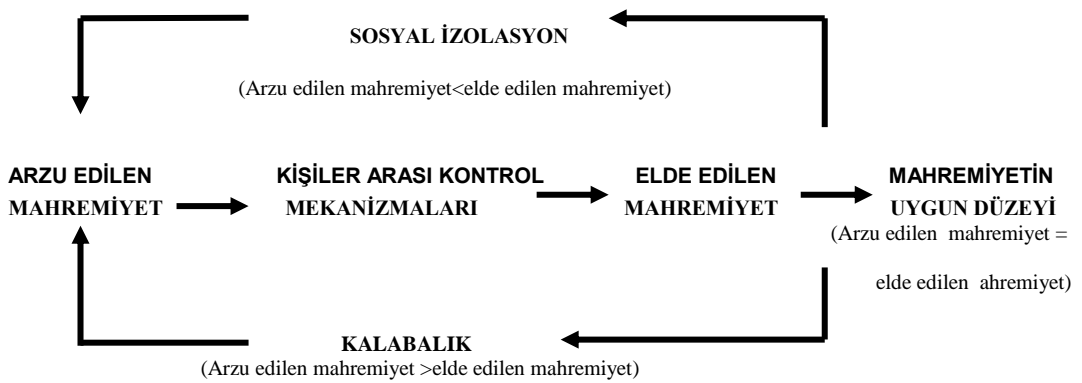 SOSYAL İZOLASYON
(Arzu edilen mahremiyet<elde edilen mahremiyet)
ARZU EDİLEN
MAHREMİYET
KİŞİLER ARASI KONTROL
MEKANİZMALARI
ELDE EDİLEN
MAHREMİYET
MAHREMİYETİN
UYGUN DÜZEYİ
(Arzu edilen mahremiyet =
elde edilen ahremiyet)
KALABALIK
(Arzu edilen mahremiyet >elde edilen mahremiyet)